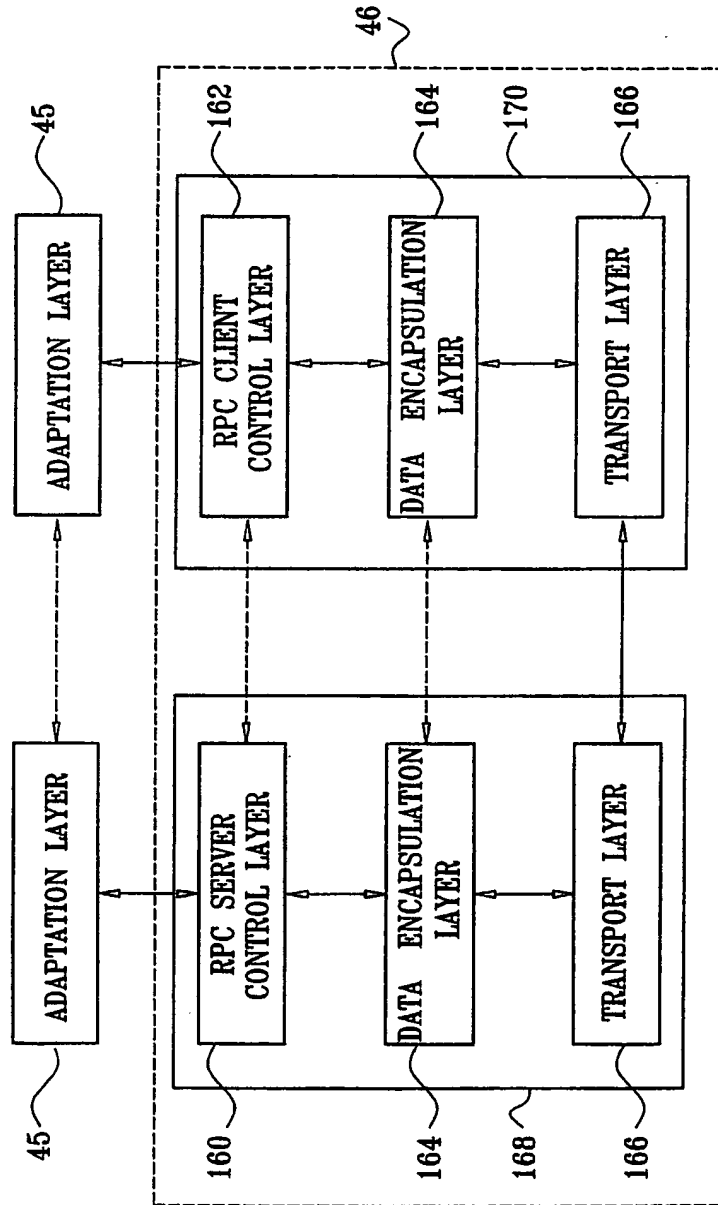 45
ADAPTATION LAYER
ADAPTATION LAYER
45
46
160
RPC SERVER
CONTROL LAYER
RPC CLIENT
CONTROL LAYER
162
164
DATA ENCAPSULATION
LAYER
DATA ENCAPSULATION
LAYER
164
168
170
166
TRANSPORT LAYER
TRANSPORT LAYER
166